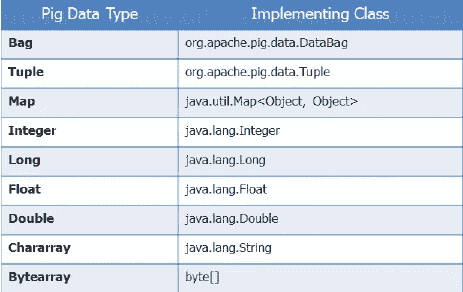 Pig Data Type Implementing Class
Bag org.apache.pig.data.DataBag
Tuple org.apache.pig.data.Tuple
Map java.util.Map<Object, Object>
Integer java.lang.Integer
Long java.lang.Long
Float java.lang.Float
Double java.lang.Double
Chararray java.lang.String
Bytearray byte[]